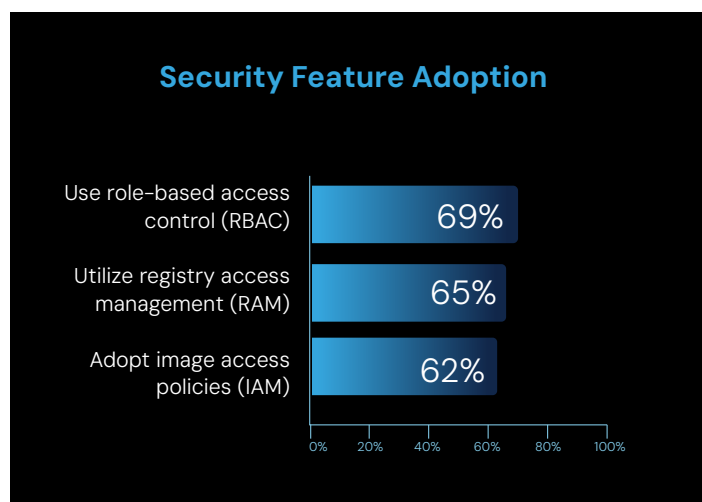 Security Feature Adoption
Use role-based access
control (RBAC)
69%
Utilize registry access
management (RAM)
65%
Adopt image access
policies (IAM)
62%
0% 20% 40% 60% 80% 100%